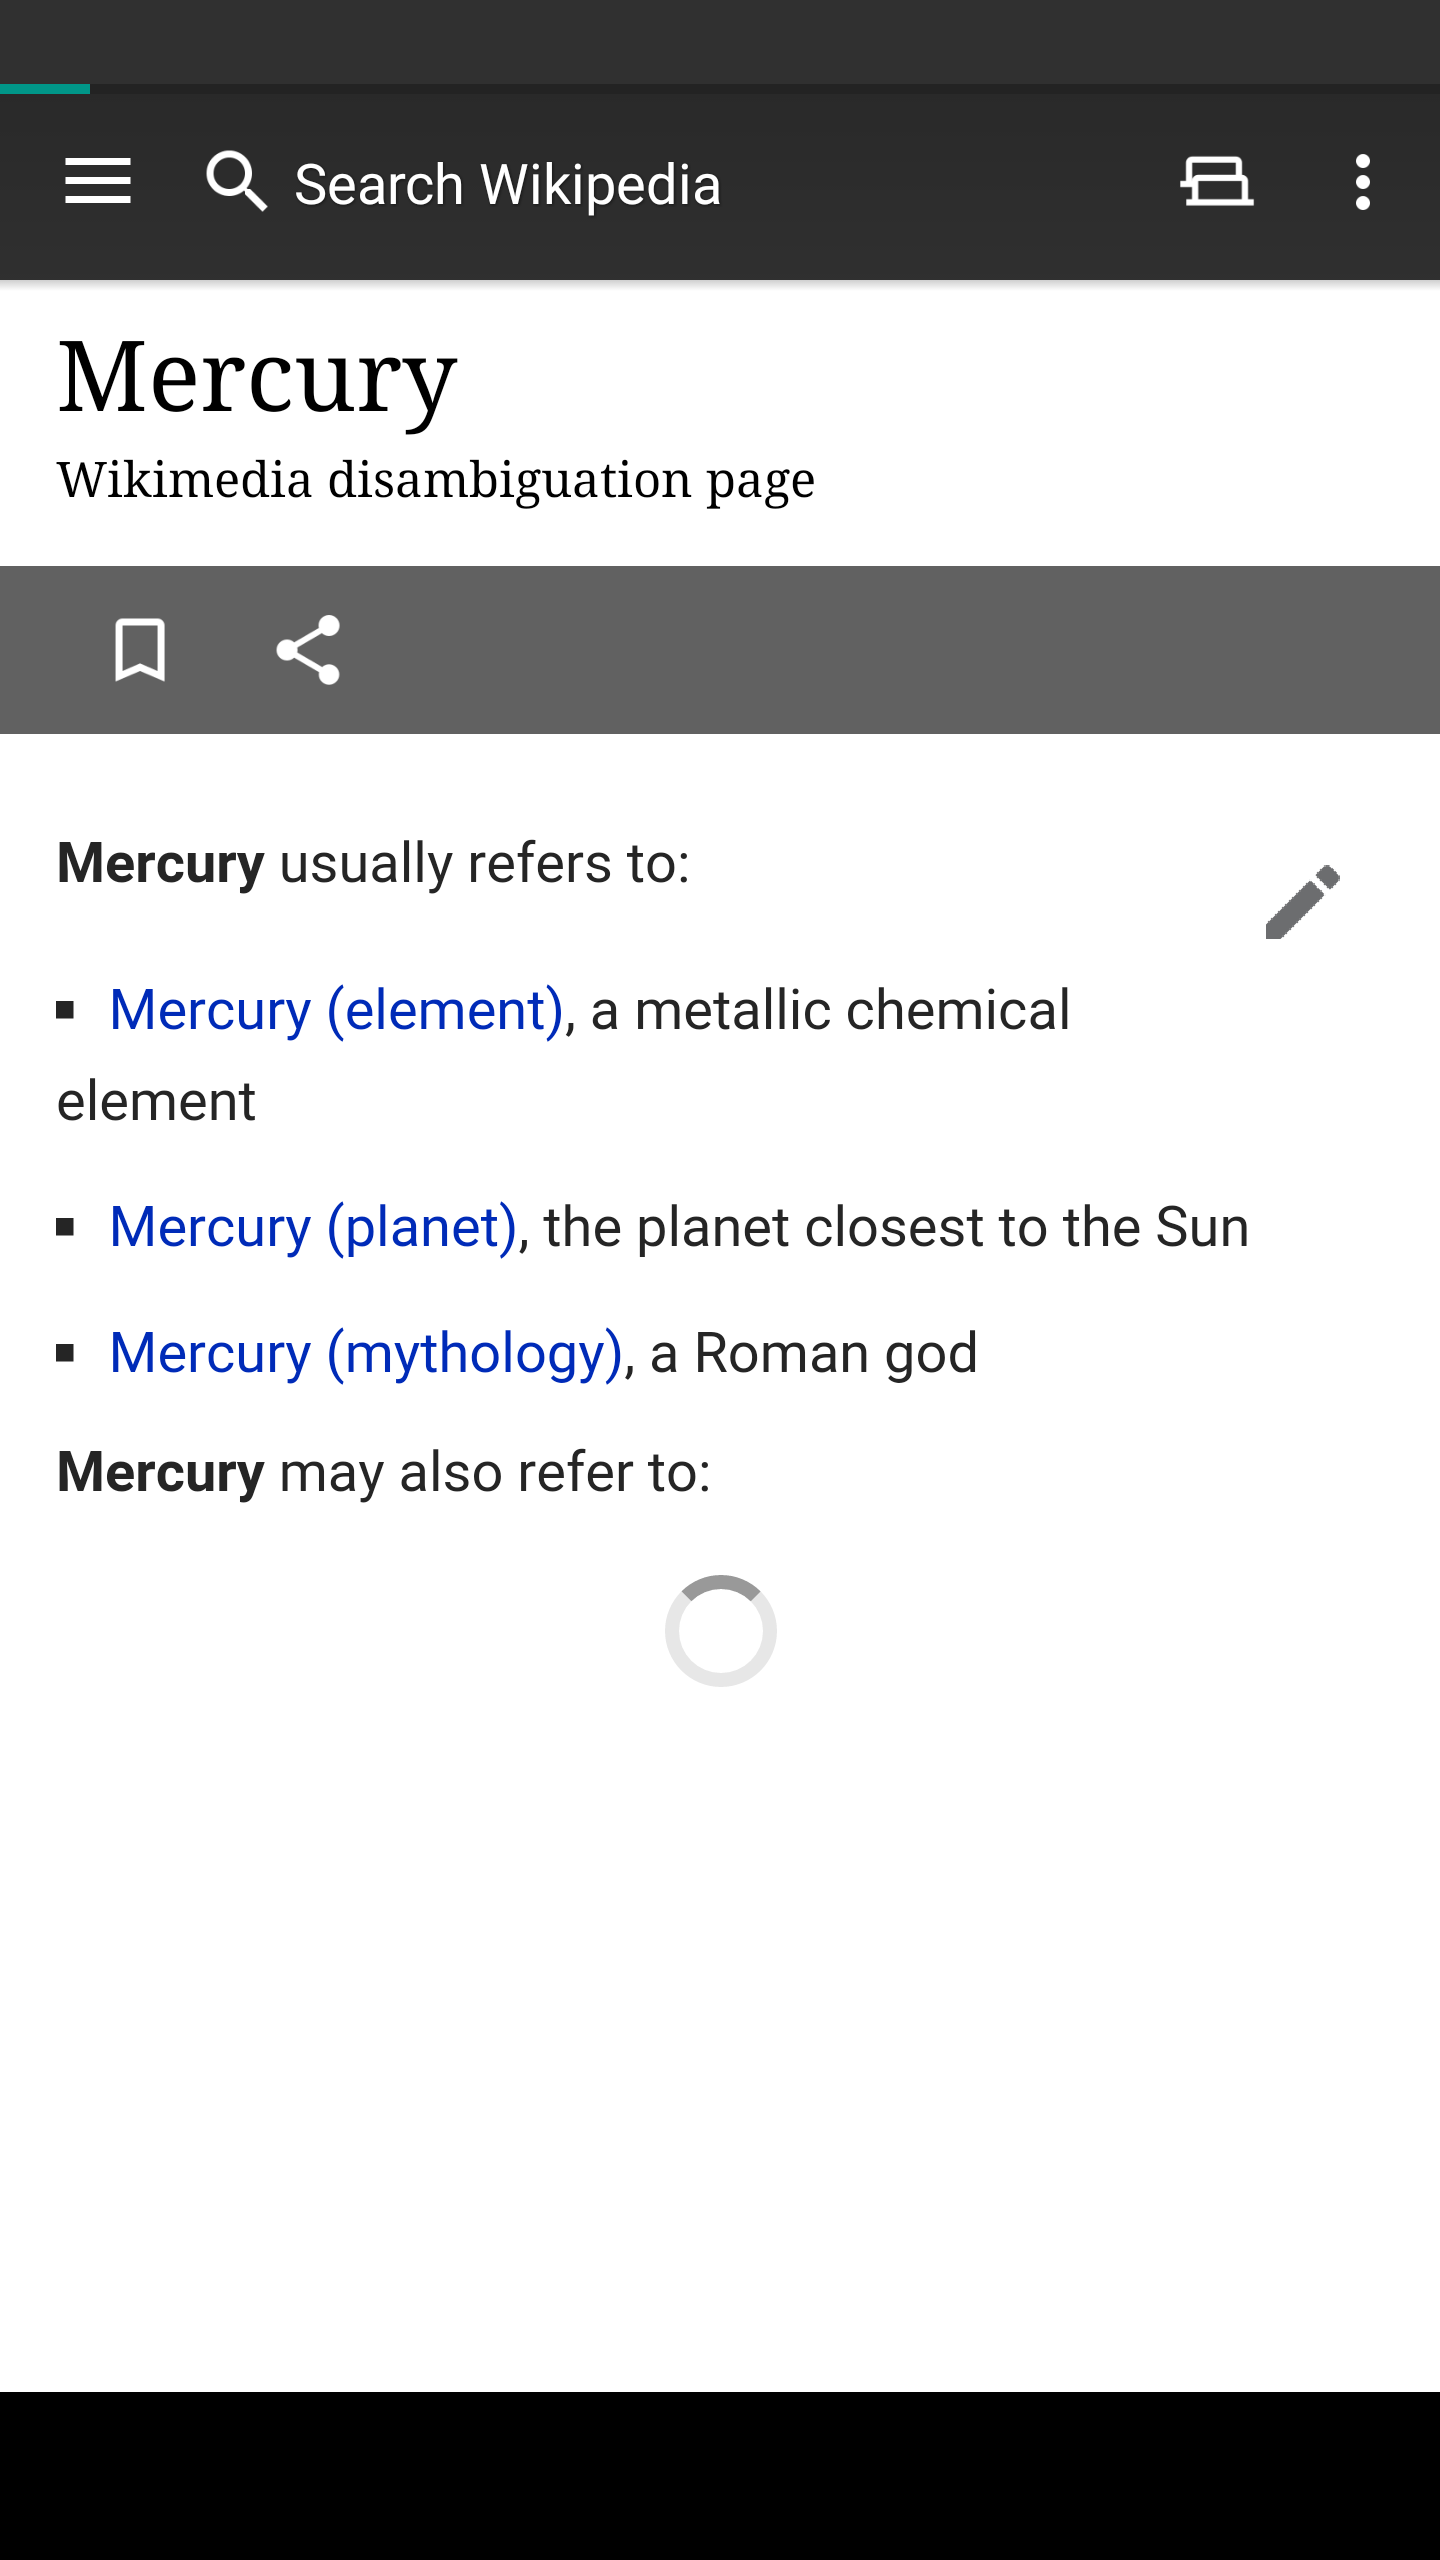 Search Wikipedia
Mercury
Wikimedia disambiguation page
Mercury usually refers to:
▪ Mercury (element), a metallic chemical
element
▪ Mercury (planet), the planet closest to the Sun
▪ Mercury (mythology), a Roman god
Mercury may also refer to: